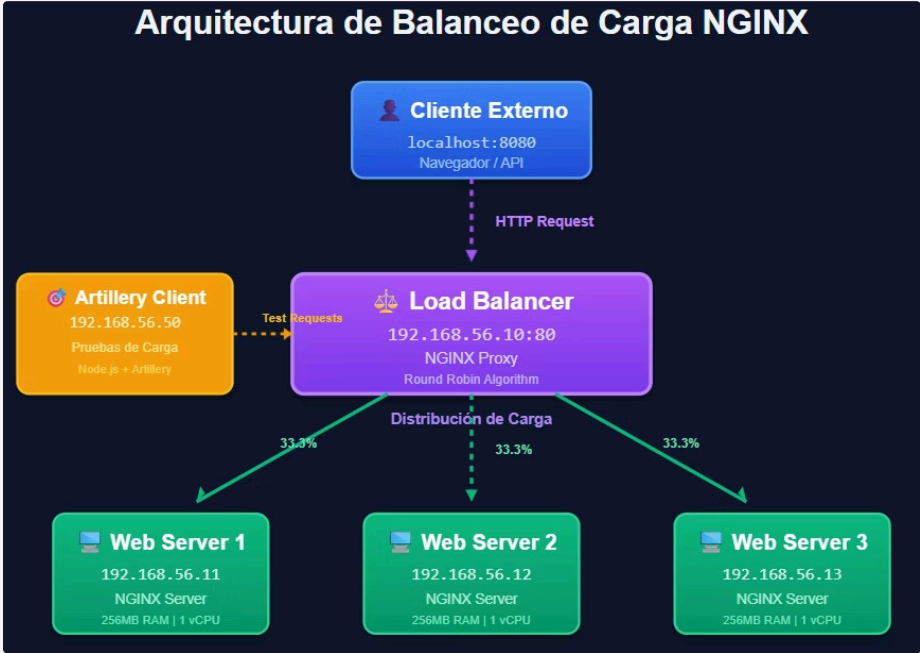 Arquitectura de Balanceo de Carga NGINX
Cliente Externo
localhost:8080
Navegador / API
HTTP Request
Artillery Client
192.168.56.50
Pruebas de Carga
Node.js + Artillery
Test Requests
Load Balancer
192.168.56.10:80
NGINX Proxy
Round Robin Algorithm
Distribución de Carga
33.3%
33.3%
33.3%
Web Server 1
192.168.56.11
NGINX Server
256MB RAM | 1 vCPU
Web Server 2
192.168.56.12
NGINX Server
256MB RAM | 1 vCPU
Web Server 3
192.168.56.13
NGINX Server
256MB RAM | 1 vCPU